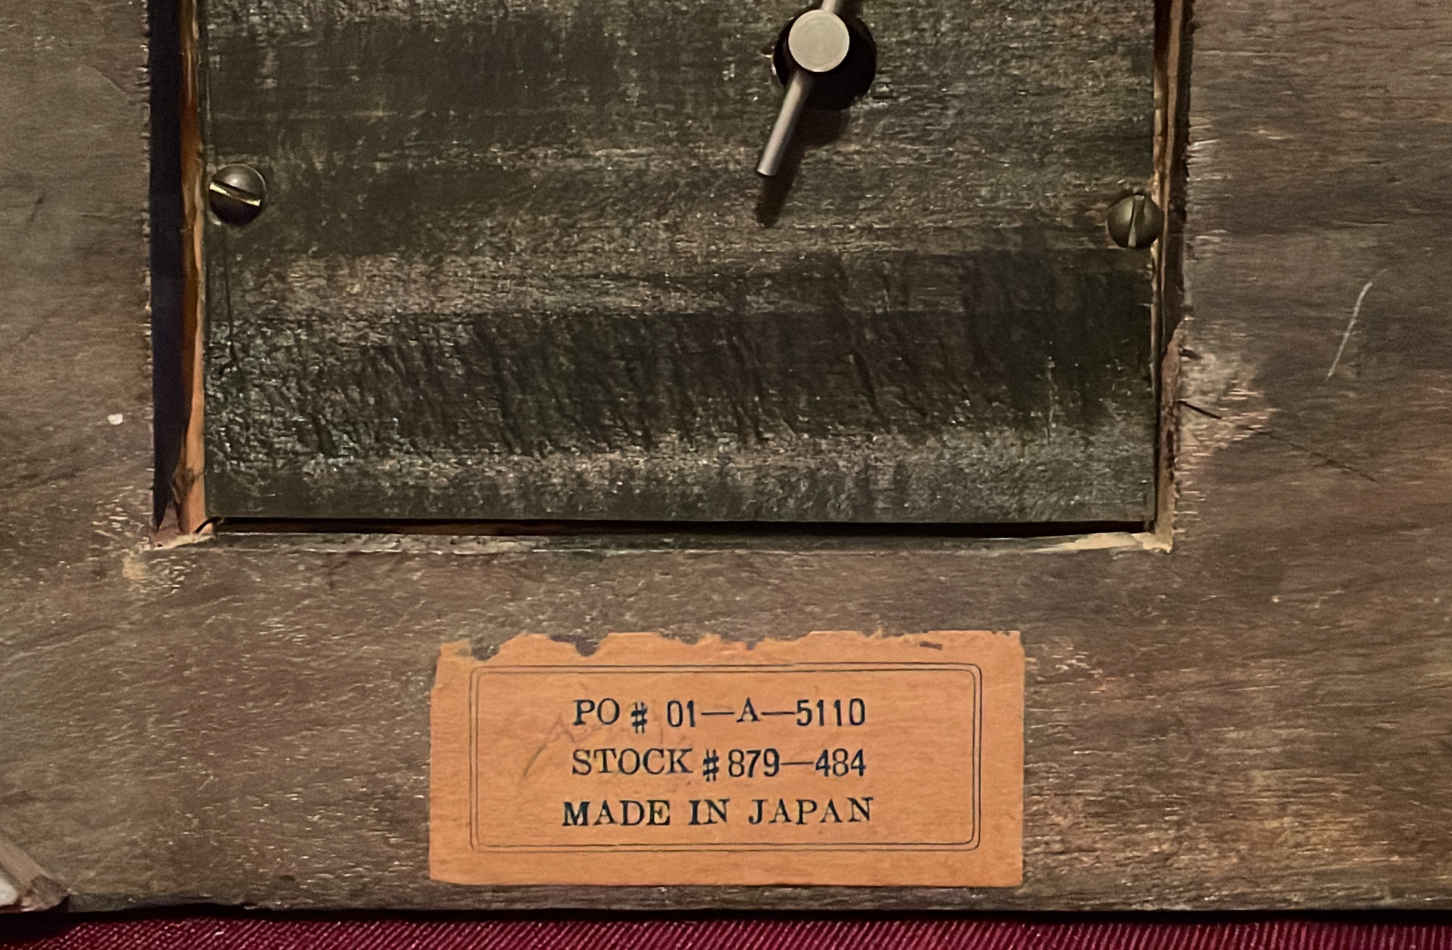 PO # 01—A—5110
STOCK #879—484
MADE IN JAPAN